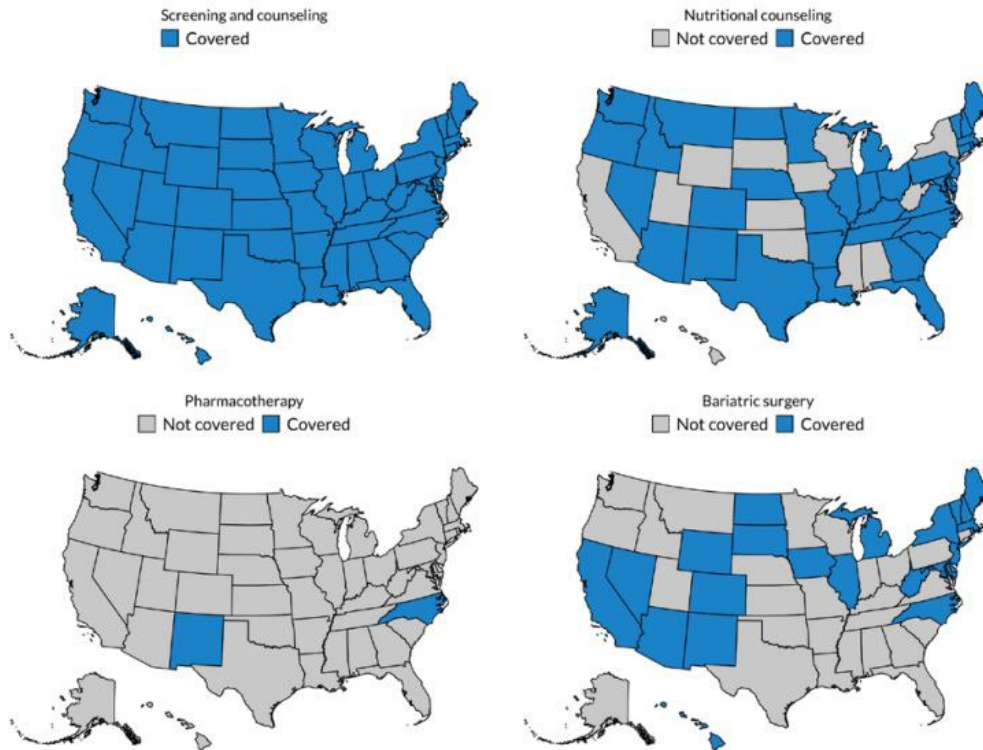 Screening and counseling
Covered
Nutritional counseling
Not covered Covered
Pharmacotherapy
Not covered Covered
Bariatric surgery
Not covered Covered